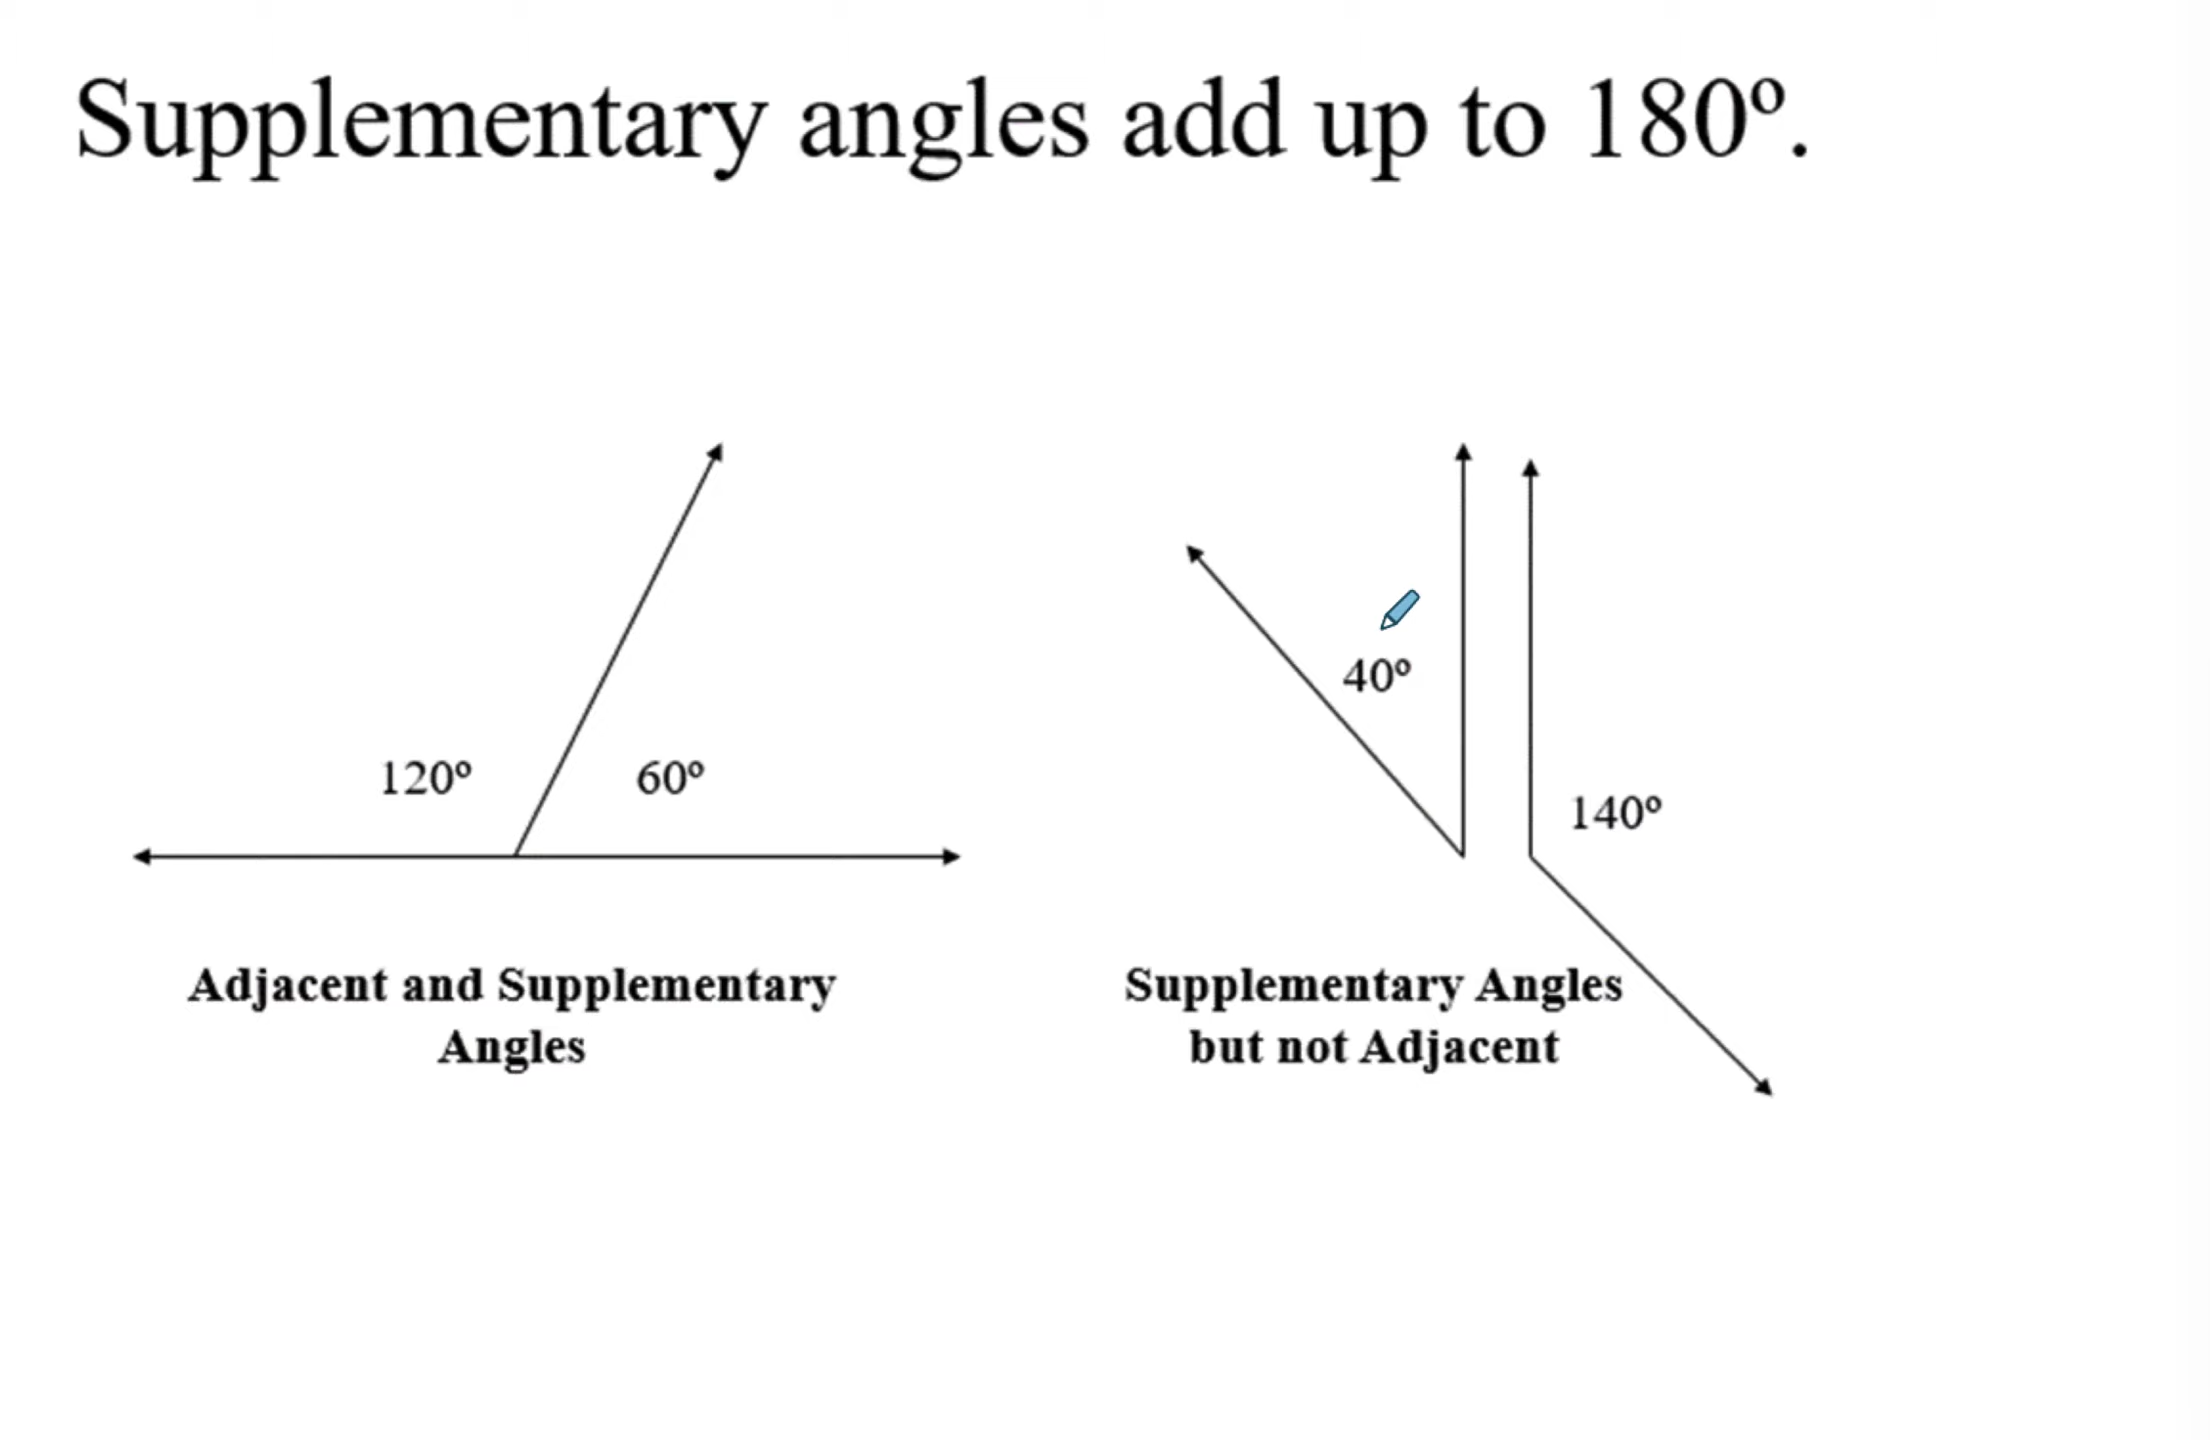 Supplementary angles add up to 180º.
40º
120º
60º
140º
Adjacent and Supplementary
Angles
Supplementary Angles
but not Adjacent